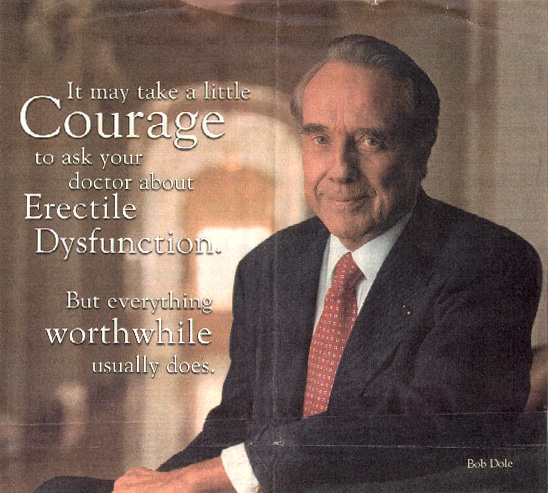 It may take a little
Courage
to ask your
doctor about
Erectile
Dysfunction.
But everything
worthwhile
usually does.
Bob Dole